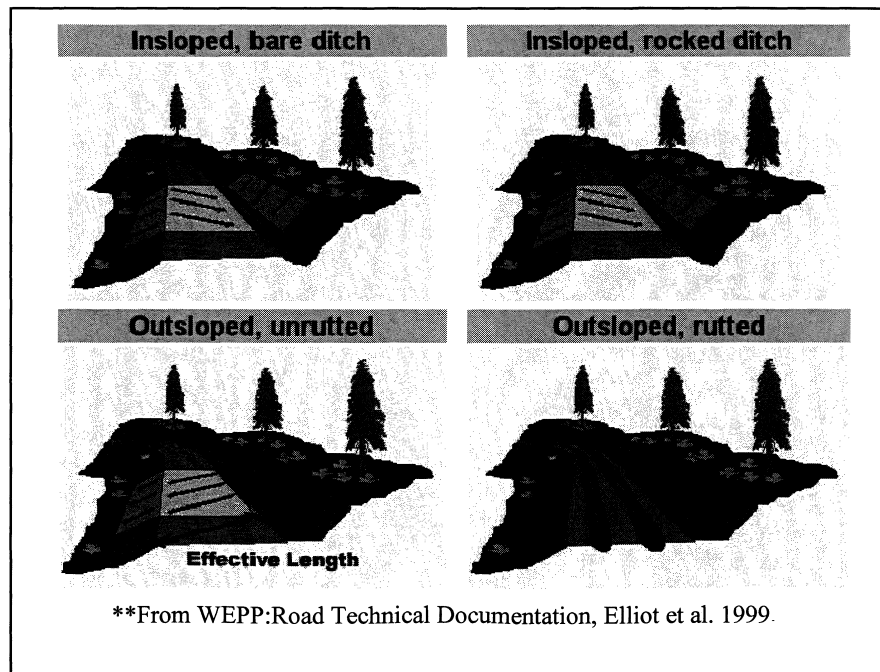 Insloped, bare ditch
Insloped, rocked ditch
Outsloped, unrutted
Outsloped, rutted
Effective Length
**From WEPP:Road Technical Documentation, Elliot et al. 1999.